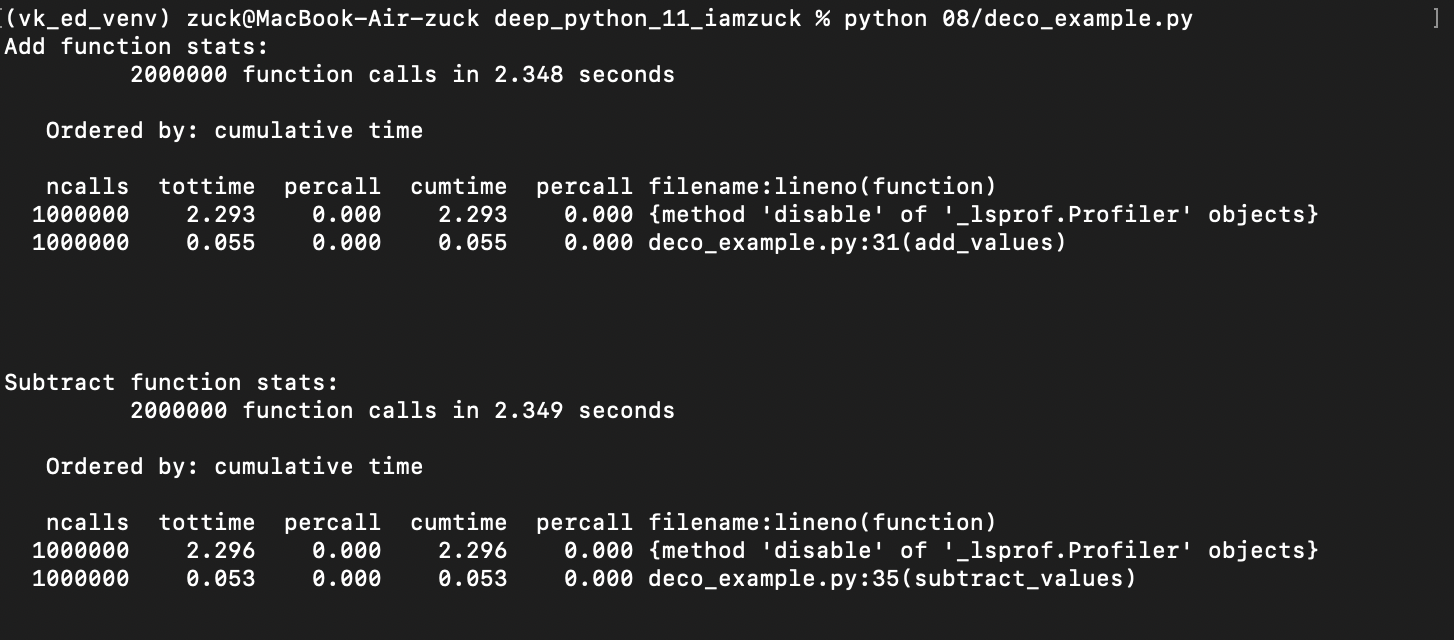 [(vk_ed_venv) zuck@MacBook-Air-zuck deep_python_11_iamzuck % python 08/deco_example.py ]
Add function stats:
         2000000 function calls in 2.348 seconds
   Ordered by: cumulative time
   ncalls  tottime  percall  cumtime  percall filename:lineno(function)
  1000000    2.293    0.000    2.293    0.000 {method 'disable' of '_lsprof.Profiler' objects}
  1000000    0.055    0.000    0.055    0.000 deco_example.py:31(add_values)
Subtract function stats:
         2000000 function calls in 2.349 seconds
   Ordered by: cumulative time
   ncalls  tottime  percall  cumtime  percall filename:lineno(function)
  1000000    2.296    0.000    2.296    0.000 {method 'disable' of '_lsprof.Profiler' objects}
  1000000    0.053    0.000    0.053    0.000 deco_example.py:35(subtract_values)